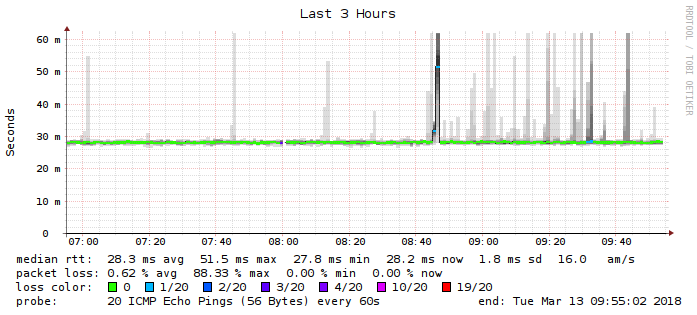 Last 3 Hours
RRDTOOL / TOBI OETIKER
Seconds
60 m
50 m
40 m
30 m
20 m
10 m
0
07:00 07:20 07:40 08:00 08:20 08:40 09:00 09:20 09:40
median rtt: 28.3 ms avg 51.5 ms max 27.8 ms min 28.2 ms now 1.8 ms sd 16.0 am/s
packet loss: 0.62 % avg 88.33 % max 0.00 % min 0.00 % now
loss color: 0 1/20 2/20 3/20 4/20 10/20 19/20
probe: 20 ICMP Echo Pings (56 Bytes) every 60s end: Tue Mar 13 09:55:02 2018